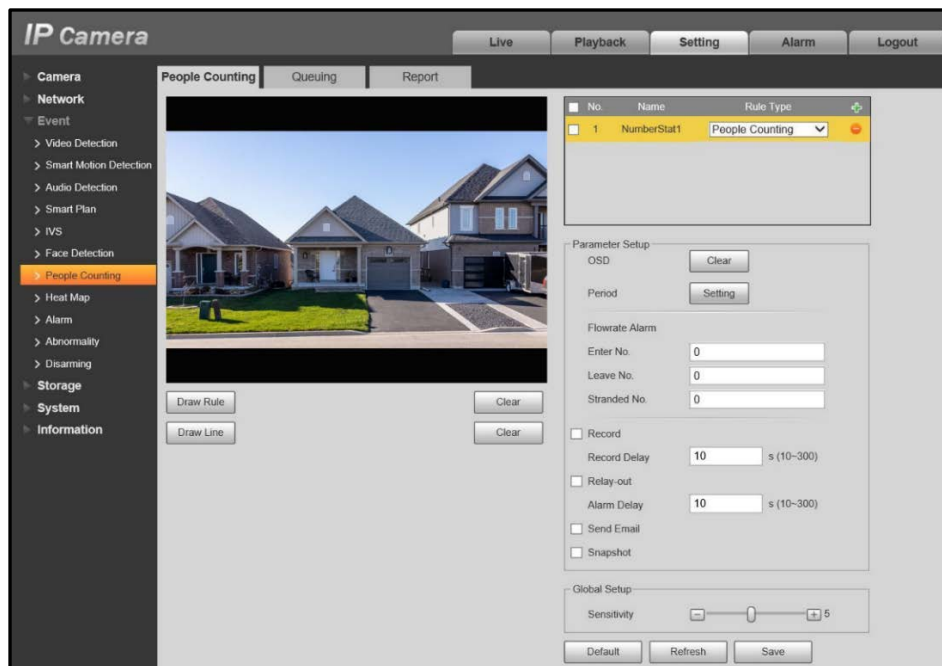 IP Camera
Live Playback Setting Alarm Logout
Camera
Network
Event
Video Detection
Smart Motion Detection
Audio Detection
Smart Plan
IVS
Face Detection
People Counting
Heat Map
Alarm
Abnormality
Disarming
Storage
System
Information
People Counting Queuing Report
Draw Rule Clear
Draw Line Clear
No. Name Rule Type
1 NumberStat1 People Counting
Parameter Setup
OSD Clear
Period Setting
Flowrate Alarm
Enter No. 0
Leave No. 0
Stranded No. 0
Record
Record Delay 10 s (10~300)
Relay-out
Alarm Delay 10 s (10~300)
Send Email
Snapshot
Global Setup
Sensitivity 5
Default Refresh Save